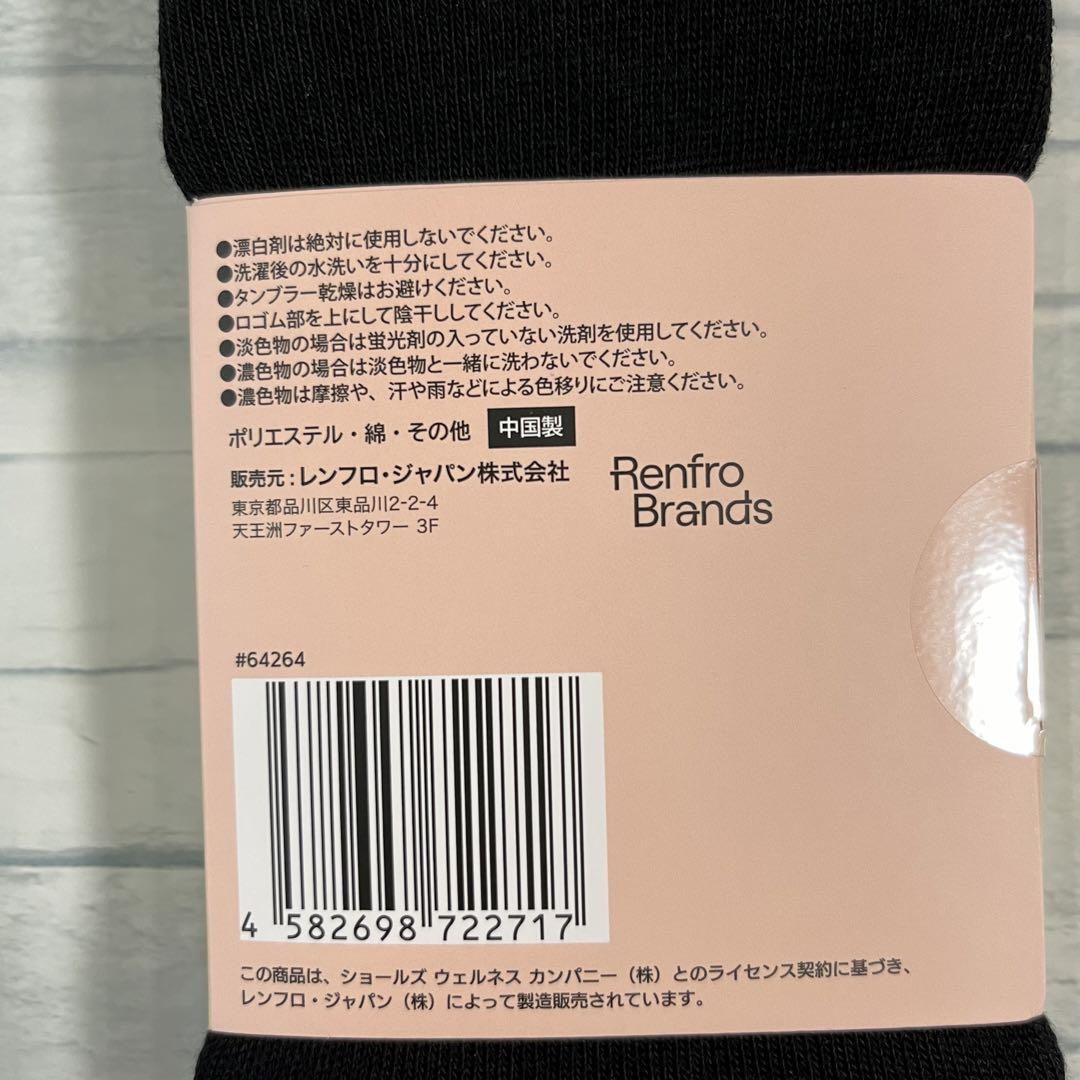 ●漂白剤は絶対に使用しないでください。
●洗濯後の水洗いを十分にしてください。
●タンブラー乾燥はお避けください。
●口ゴム部を上にして陰干ししてください。
●淡色物の場合は蛍光剤の入っていない洗剤を使用してください。
●濃色物の場合は淡色物と一緒に洗わないでください。
●濃色物は摩擦や、汗や雨などによる色移りにご注意ください。
ポリエステル・綿・その他 中国製
販売元：レンフロ・ジャパン株式会社
東京都品川区東品川2-2-4
天王洲ファーストタワー 3F
Renfro
Brands
#64264
4 582698 722717
この商品は、ショールズ ウェルネス カンパニー（株）とのライセンス契約に基づき、
レンフロ・ジャパン（株）によって製造販売されています。